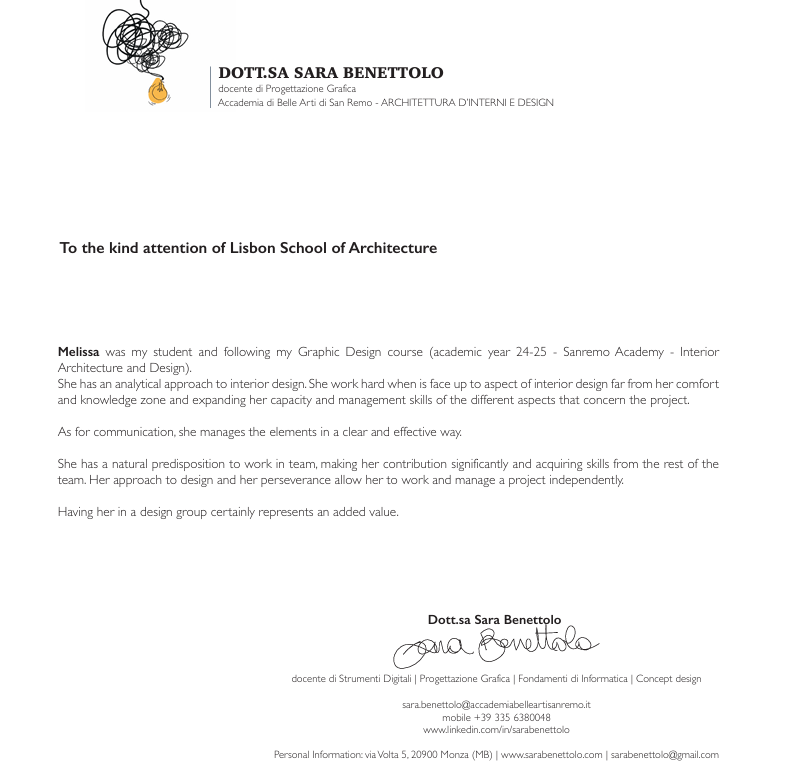 DOTT.SA SARA BENETTOLO
docente di Progettazione Grafica
Accademia di Belle Arti di San Remo - ARCHITETTURA D'INTERNI E DESIGN
To the kind attention of Lisbon School of Architecture
Melissa was my student and following my Graphic Design course (academic year 24-25 - Sanremo Academy - Interior
Architecture and Design).
She has an analytical approach to interior design. She work hard when is face up to aspect of interior design far from her comfort
and knowledge zone and expanding her capacity and management skills of the different aspects that concern the project.
As for communication, she manages the elements in a clear and effective way.
She has a natural predisposition to work in team, making her contribution significantly and acquiring skills from the rest of the
team. Her approach to design and her perseverance allow her to work and manage a project independently.
Having her in a design group certainly represents an added value.
Dott.sa Sara Benettolo
Sara Benettolo
docente di Strumenti Digitali | Progettazione Grafica | Fondamenti di Informatica | Concept design
sara.benettolo@accademiabelleartisanremo.it
mobile +39 335 6380048
www.linkedin.com/in/sarabenettolo
Personal Information: via Volta 5, 20900 Monza (MB) | www.sarabenettolo.com | sarabenettolo@gmail.com